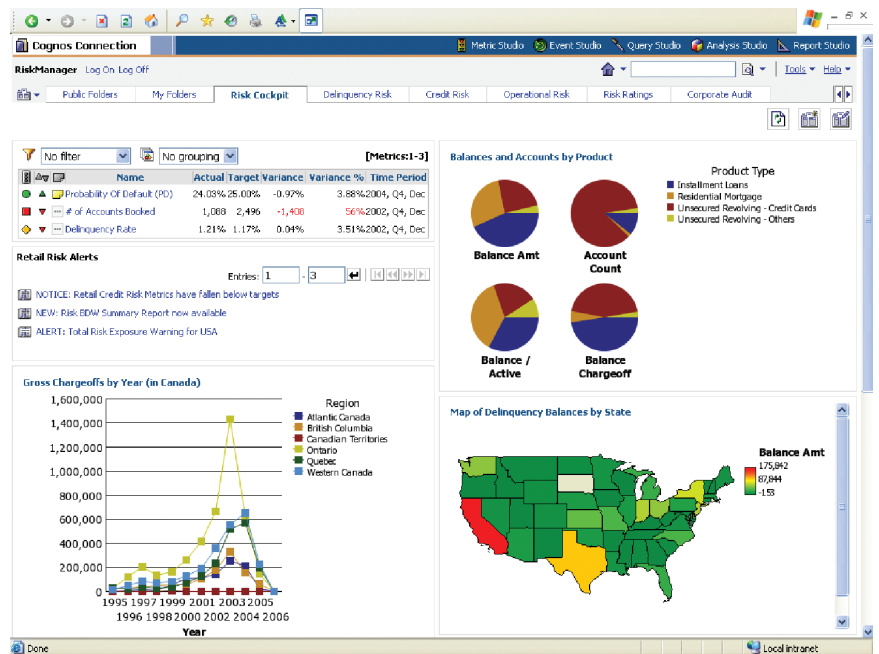 Cognos Connection
Metric Studio Event Studio Query Studio Analysis Studio Report Studio
RiskManager Log On Log Off
Tools Help
Public Folders My Folders Risk Cockpit Delinquency Risk Credit Risk Operational Risk Risk Ratings Corporate Audit
No filter No grouping [Metrics:1-3]
Name Actual Target Variance Variance % Time Period
Probability Of Default (PD) 24.03% 25.00% -0.97% 3.88% 2004, Q4, Dec
# of Accounts Booked 1,088 2,496 -1,408 56% 2002, Q4, Dec
Delinquency Rate 1.21% 1.17% 0.04% 3.51% 2002, Q4, Dec
Retail Risk Alerts
Entries: 1 - 3
NOTICE: Retail Credit Risk Metrics have fallen below targets
NEW: Risk BDW Summary Report now available
ALERT: Total Risk Exposure Warning for USA
Balances and Accounts by Product
Product Type
Installment Loans
Residential Mortgage
Unsecured Revolving - Credit Cards
Unsecured Revolving - Others
Balance Amt
Account
Count
Balance /
Active
Balance
Chargeoff
Gross Chargeoffs by Year (in Canada)
1,600,000
1,400,000
1,200,000
1,000,000
800,000
600,000
400,000
200,000
0
1995 1997 1999 2001 2003 2005
1996 1998 2000 2002 2004 2006
Year
Region
Atlantic Canada
British Columbia
Canadian Territories
Ontario
Quebec
Western Canada
Map of Delinquency Balances by State
Balance Amt
175,842
87,844
-153
Done
Local intranet